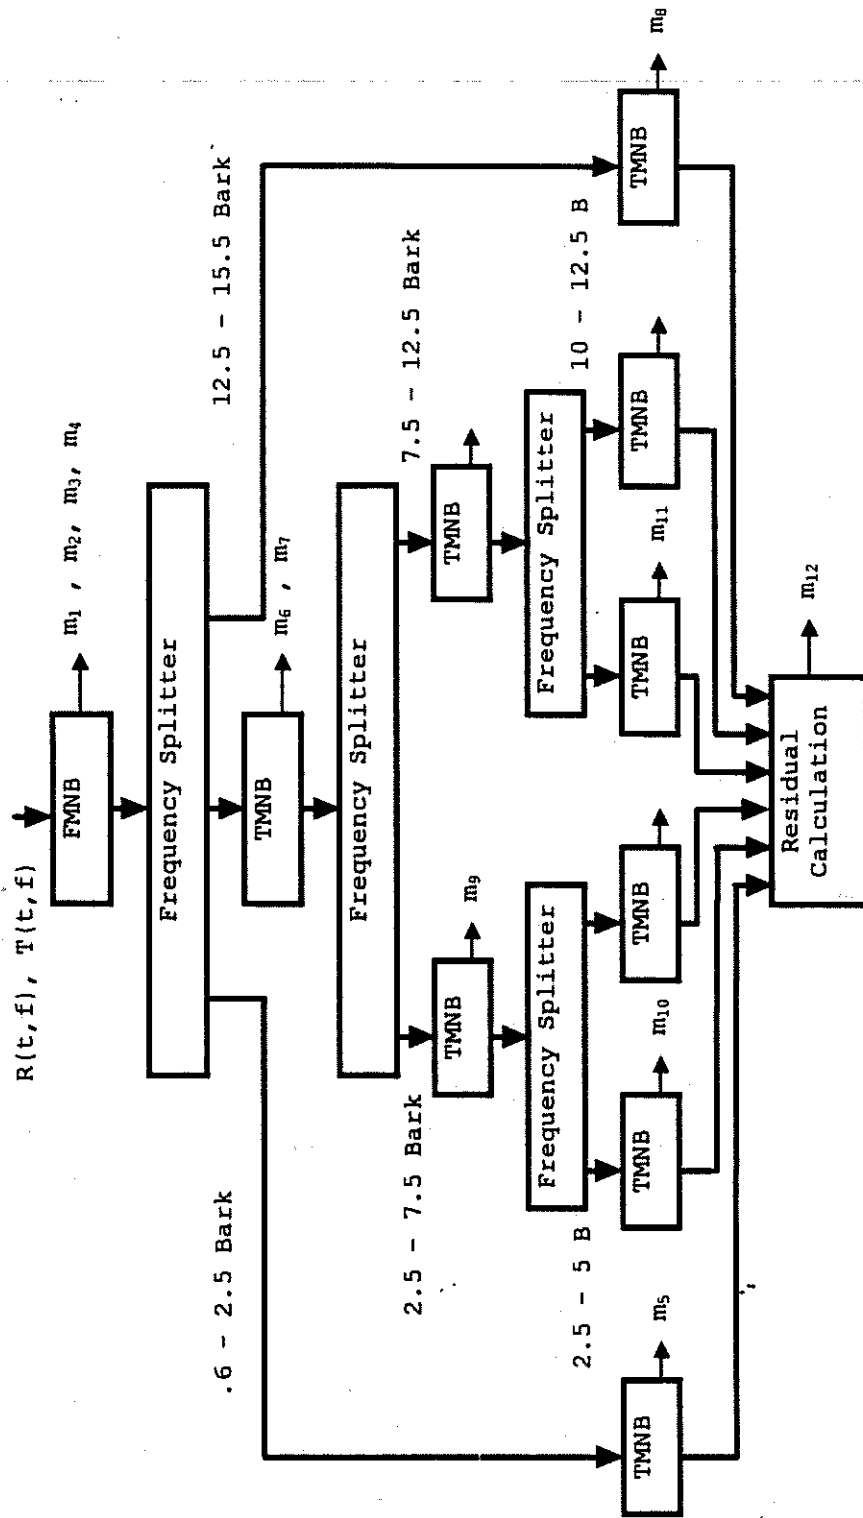 R(t,f), T(t,f)
FMNB
m1 , m2, m3, m4
Frequency Splitter
.6 - 2.5 Bark
12.5 - 15.5 Bark
TMNB
m6 , m7
Frequency Splitter
2.5 - 7.5 Bark
TMNB
m9
TMNB
7.5 - 12.5 Bark
Frequency Splitter
Frequency Splitter
2.5 - 5 B
10 - 12.5 B
TMNB
m5
TMNB
m10
TMNB
TMNB
m11
TMNB
TMNB
m8
Residual
Calculation
m12